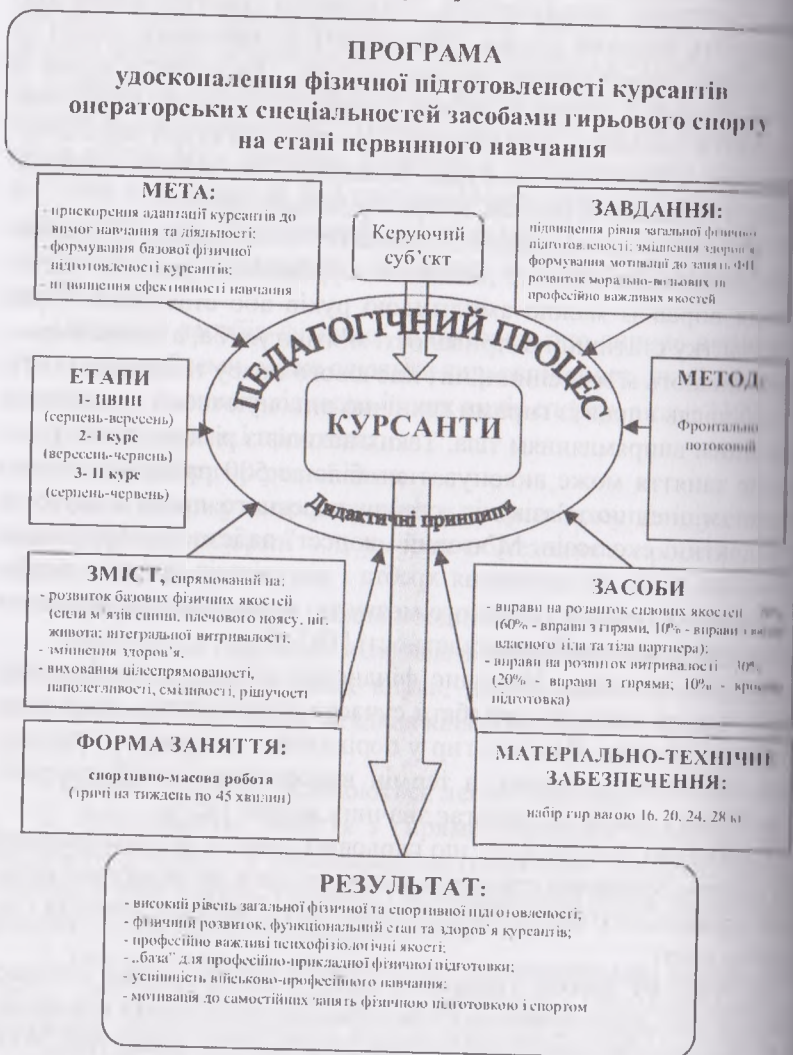 ПРОГРАМА
удосконалення фізичної підготовленості курсантів
операторських спеціальностей засобами гирьового спорту
на етапі первинного навчання
МЕТА:
- прискорення адаптації курсантів до
вимог навчання та діяльності;
- формування базової фізичної
підготовленості курсантів;
- підвищення ефективності навчання
Керуючий
суб'єкт
ЗАВДАННЯ:
підвищення рівня загальної фізичної
підготовленості; зміцнення здоров'я
формування мотивації до занять ФП
розвиток морально-вольових та
професійно важливих якостей
ПЕДАГОГІЧНИЙ ПРОЦЕС
ЕТАПИ
1-
(серпень-вересень)
2- І курс
(вересень-червень)
3- ІІ курс
(серпень-червень)
КУРСАНТИ
МЕТОД
Фронтальн
потоковий
Дидактичні принципи
ЗМІСТ, спрямований на:
- розвиток базових фізичних якостей
(сили м'язів спини, плечового поясу, ніг,
живота; інтегральної витривалості,
- зміцнення здоров'я,
- виховання цілеспрямованості,
наполегливості, сміливості, рішучості
ЗАСОБИ
- вправи на розвиток силових якостей 70%
(60% - вправи з гирями, 10% - вправи з
власного тіла та тіла партнера);
- вправи на розвиток витривалості 30%
(20% - вправи з гирями; 10% -
підготовка)
ФОРМА ЗАНЯТТЯ:
спортивно-масова робота
(тричі на тиждень по 45 хвилин)
МАТЕРІАЛЬНО-ТЕХНІЧНЕ
ЗАБЕЗПЕЧЕННЯ:
набір гир вагою 16, 20, 24, 28 кг
РЕЗУЛЬТАТ:
- високий рівень загальної фізичної та спортивної підготовленості;
- фізичний розвиток, функціональний стан та здоров'я курсантів;
- професійно важливі психофізіологічні якості;
- „база" для професійно-прикладної фізичної підготовки;
- успішність військово-професійного навчання;
- мотивація до самостійних занять фізичною підготовкою і спортом